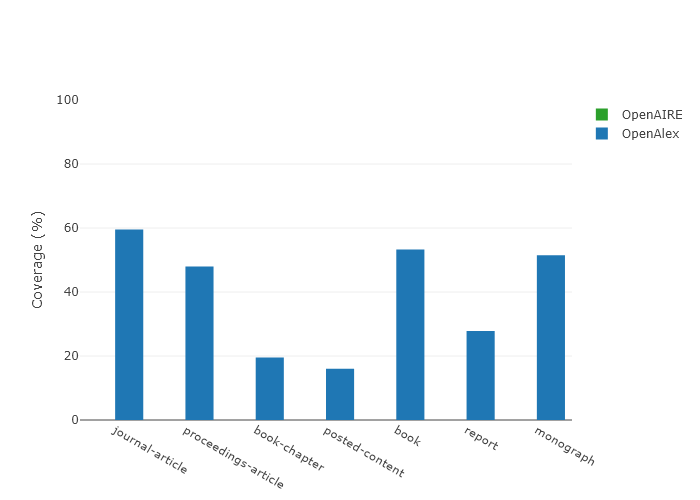 100
80
60
40
20
0
Coverage (%)
journal-article
proceedings-article
book-chapter
posted-content
book
report
monograph
OpenAIRE
OpenAlex